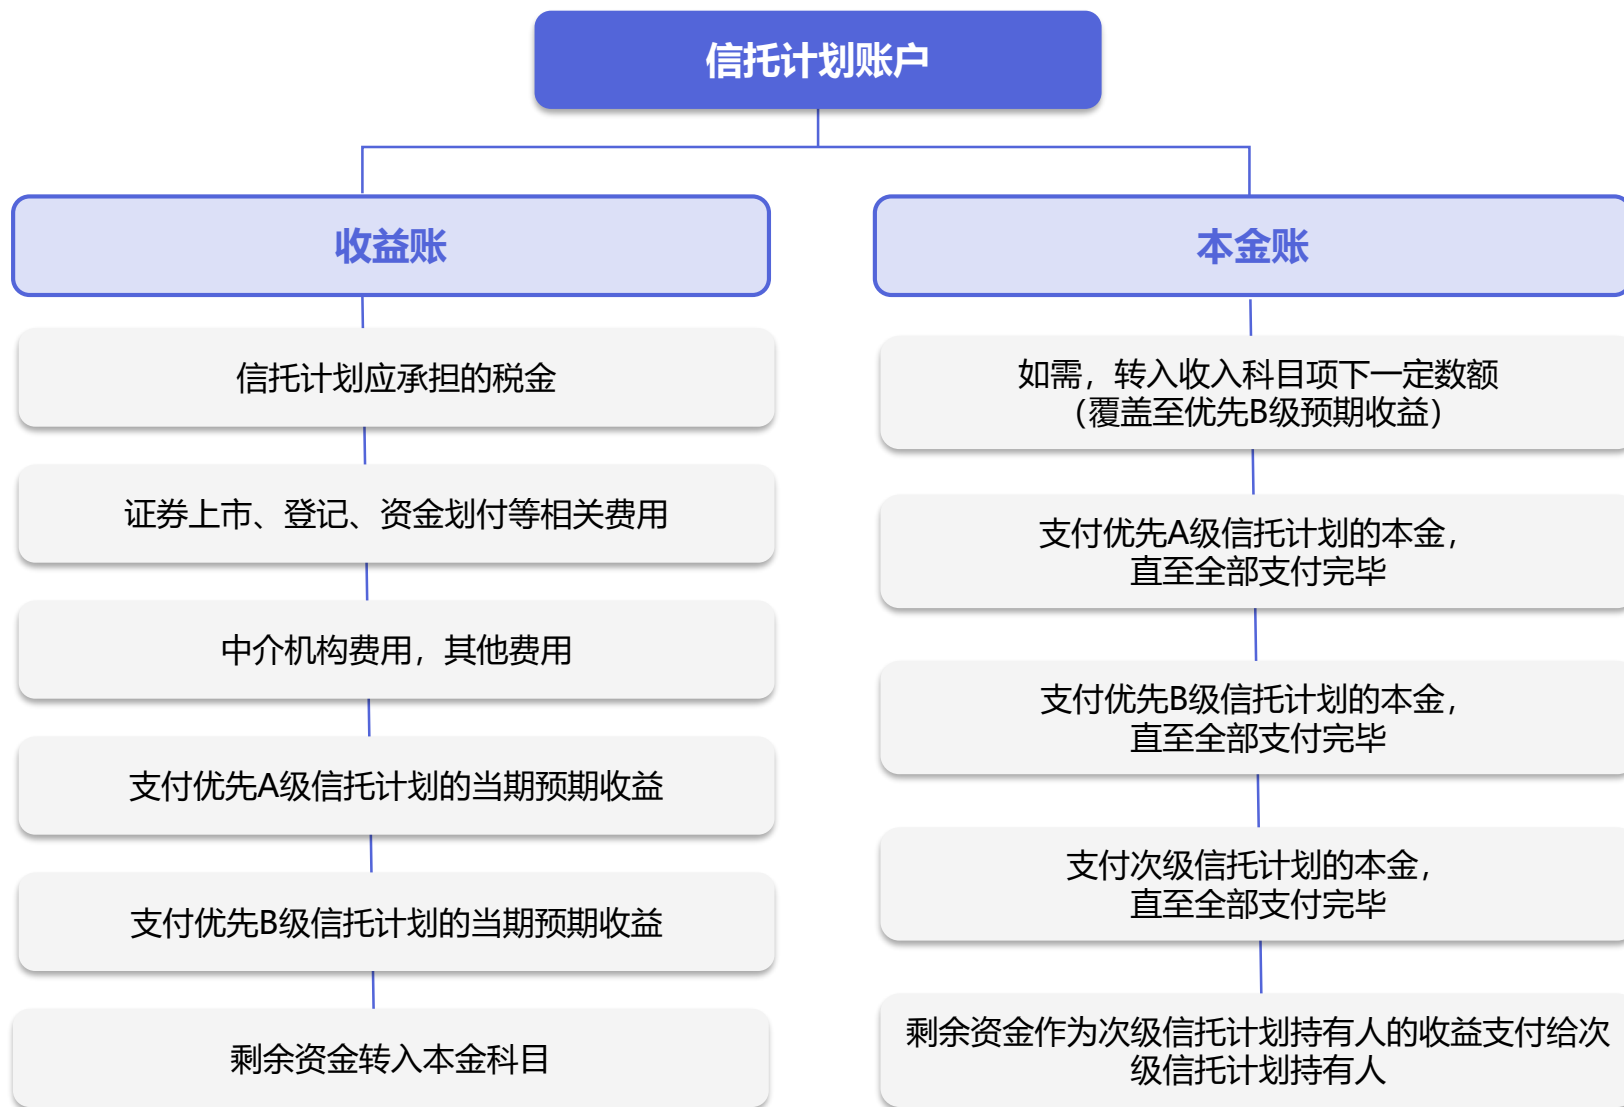 信托计划账户
收益账
信托计划应承担的税金
证券上市、登记、资金划付等相关费用
中介机构费用，其他费用
支付优先A级信托计划的当期预期收益
支付优先B级信托计划的当期预期收益
剩余资金转入本金科目
本金账
如需，转入收入科目项下一定数额
（覆盖至优先B级预期收益）
支付优先A级信托计划的本金，
直至全部支付完毕
支付优先B级信托计划的本金，
直至全部支付完毕
支付次级信托计划的本金，
直至全部支付完毕
剩余资金作为次级信托计划持有人的收益支付给次
级信托计划持有人